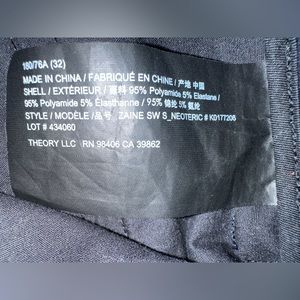 180/76A (32)
MADE IN CHINA / FABRIQUÉ EN CHINE / 产地 中国
SHELL / EXTÉRIEUR / 面料 95% Polyamide 5% Elastane /
95% Polyamide 5% Élasthanne / 95% 锦纶 5% 氨纶
STYLE / MODÈLE / 品号 ZAINE SW S_NEOTERIC # K0177206
LOT # 434060
THEORY LLC RN 98406 CA 39862